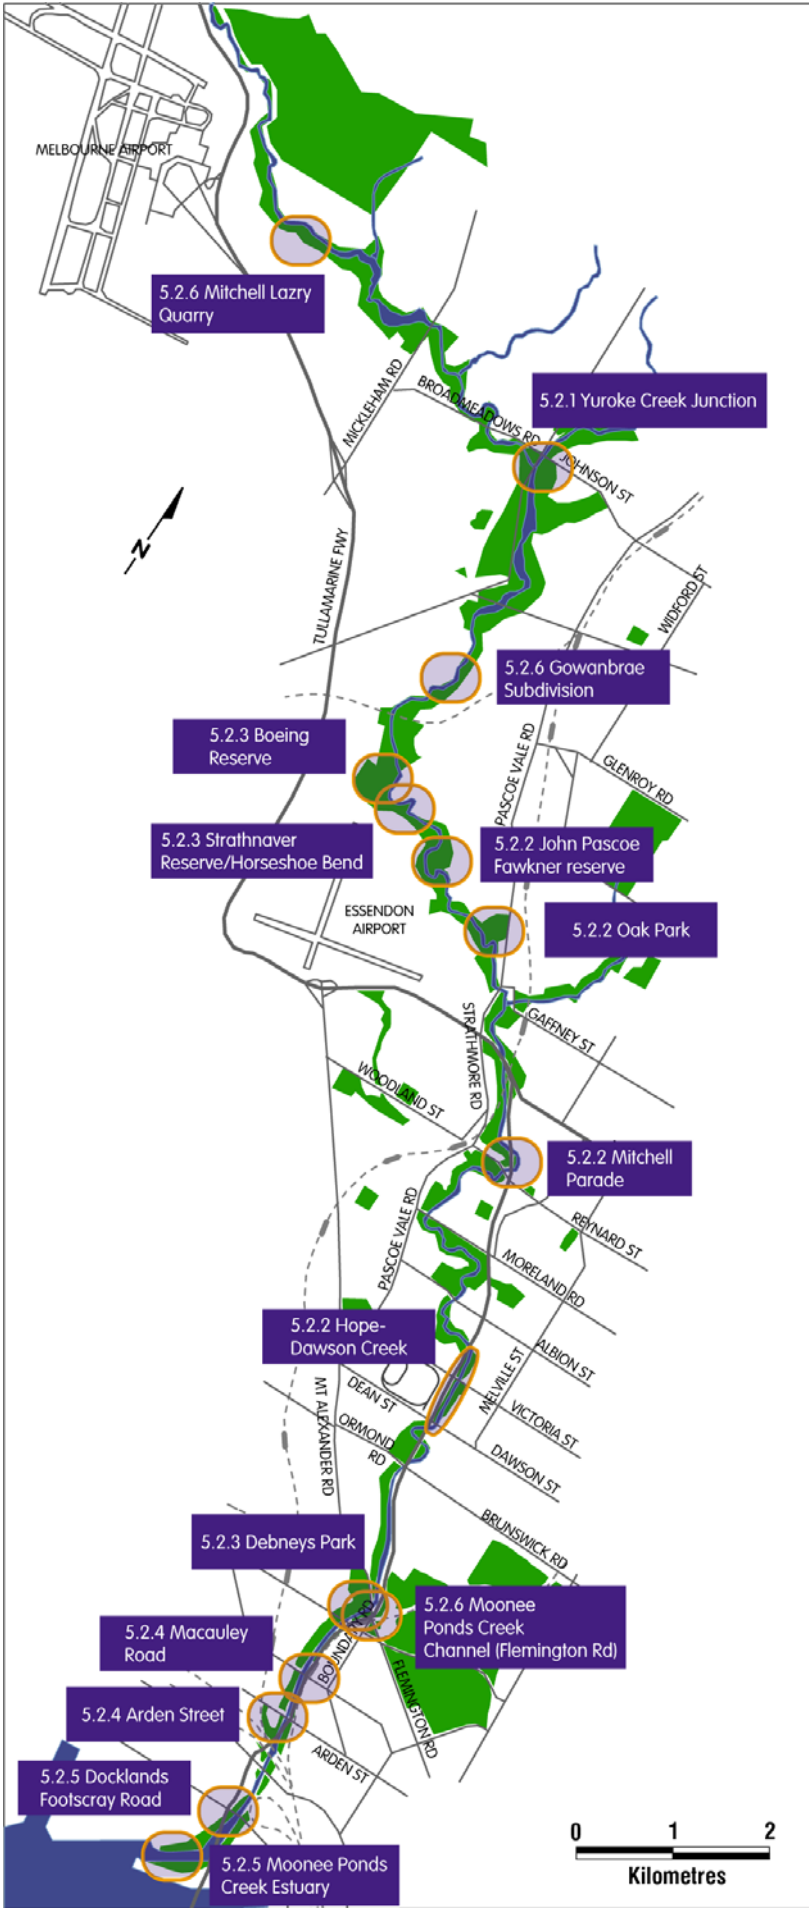 MELBOURNE AIRPORT
5.2.6 Mitchell Lazry
Quarry
MICKLEHAM RD
BROADMEADOWS RD
5.2.1 Yuroke Creek Junction
JOHNSON ST
N
TULLAMARINE FWY
WIDFORD ST
5.2.6 Gowanbrae
Subdivision
5.2.3 Boeing
Reserve
PASCOE VALE RD
GLENROY RD
5.2.3 Strathnaver
Reserve/Horseshoe Bend
5.2.2 John Pascoe
Fawkner reserve
ESSENDON
AIRPORT
5.2.2 Oak Park
STRATHMORE RD
GAFFNEY ST
WOODLAND ST
5.2.2 Mitchell
Parade
PASCOE VALE RD
REYNARD ST
MORELAND RD
5.2.2 Hope-
Dawson Creek
ALBION ST
MELVILLE ST
DEAN ST
MT ALEXANDER RD
VICTORIA ST
ORMOND
RD
DAWSON ST
BRUNSWICK RD
5.2.3 Debneys Park
5.2.6 Moonee
Ponds Creek
Channel (Flemington Rd)
5.2.4 Macauley
Road
BOUNDARY RD
FLEMINGTON RD
5.2.4 Arden Street
ARDEN ST
5.2.5 Docklands
Footscray Road
5.2.5 Moonee Ponds
Creek Estuary
0 1 2
Kilometres